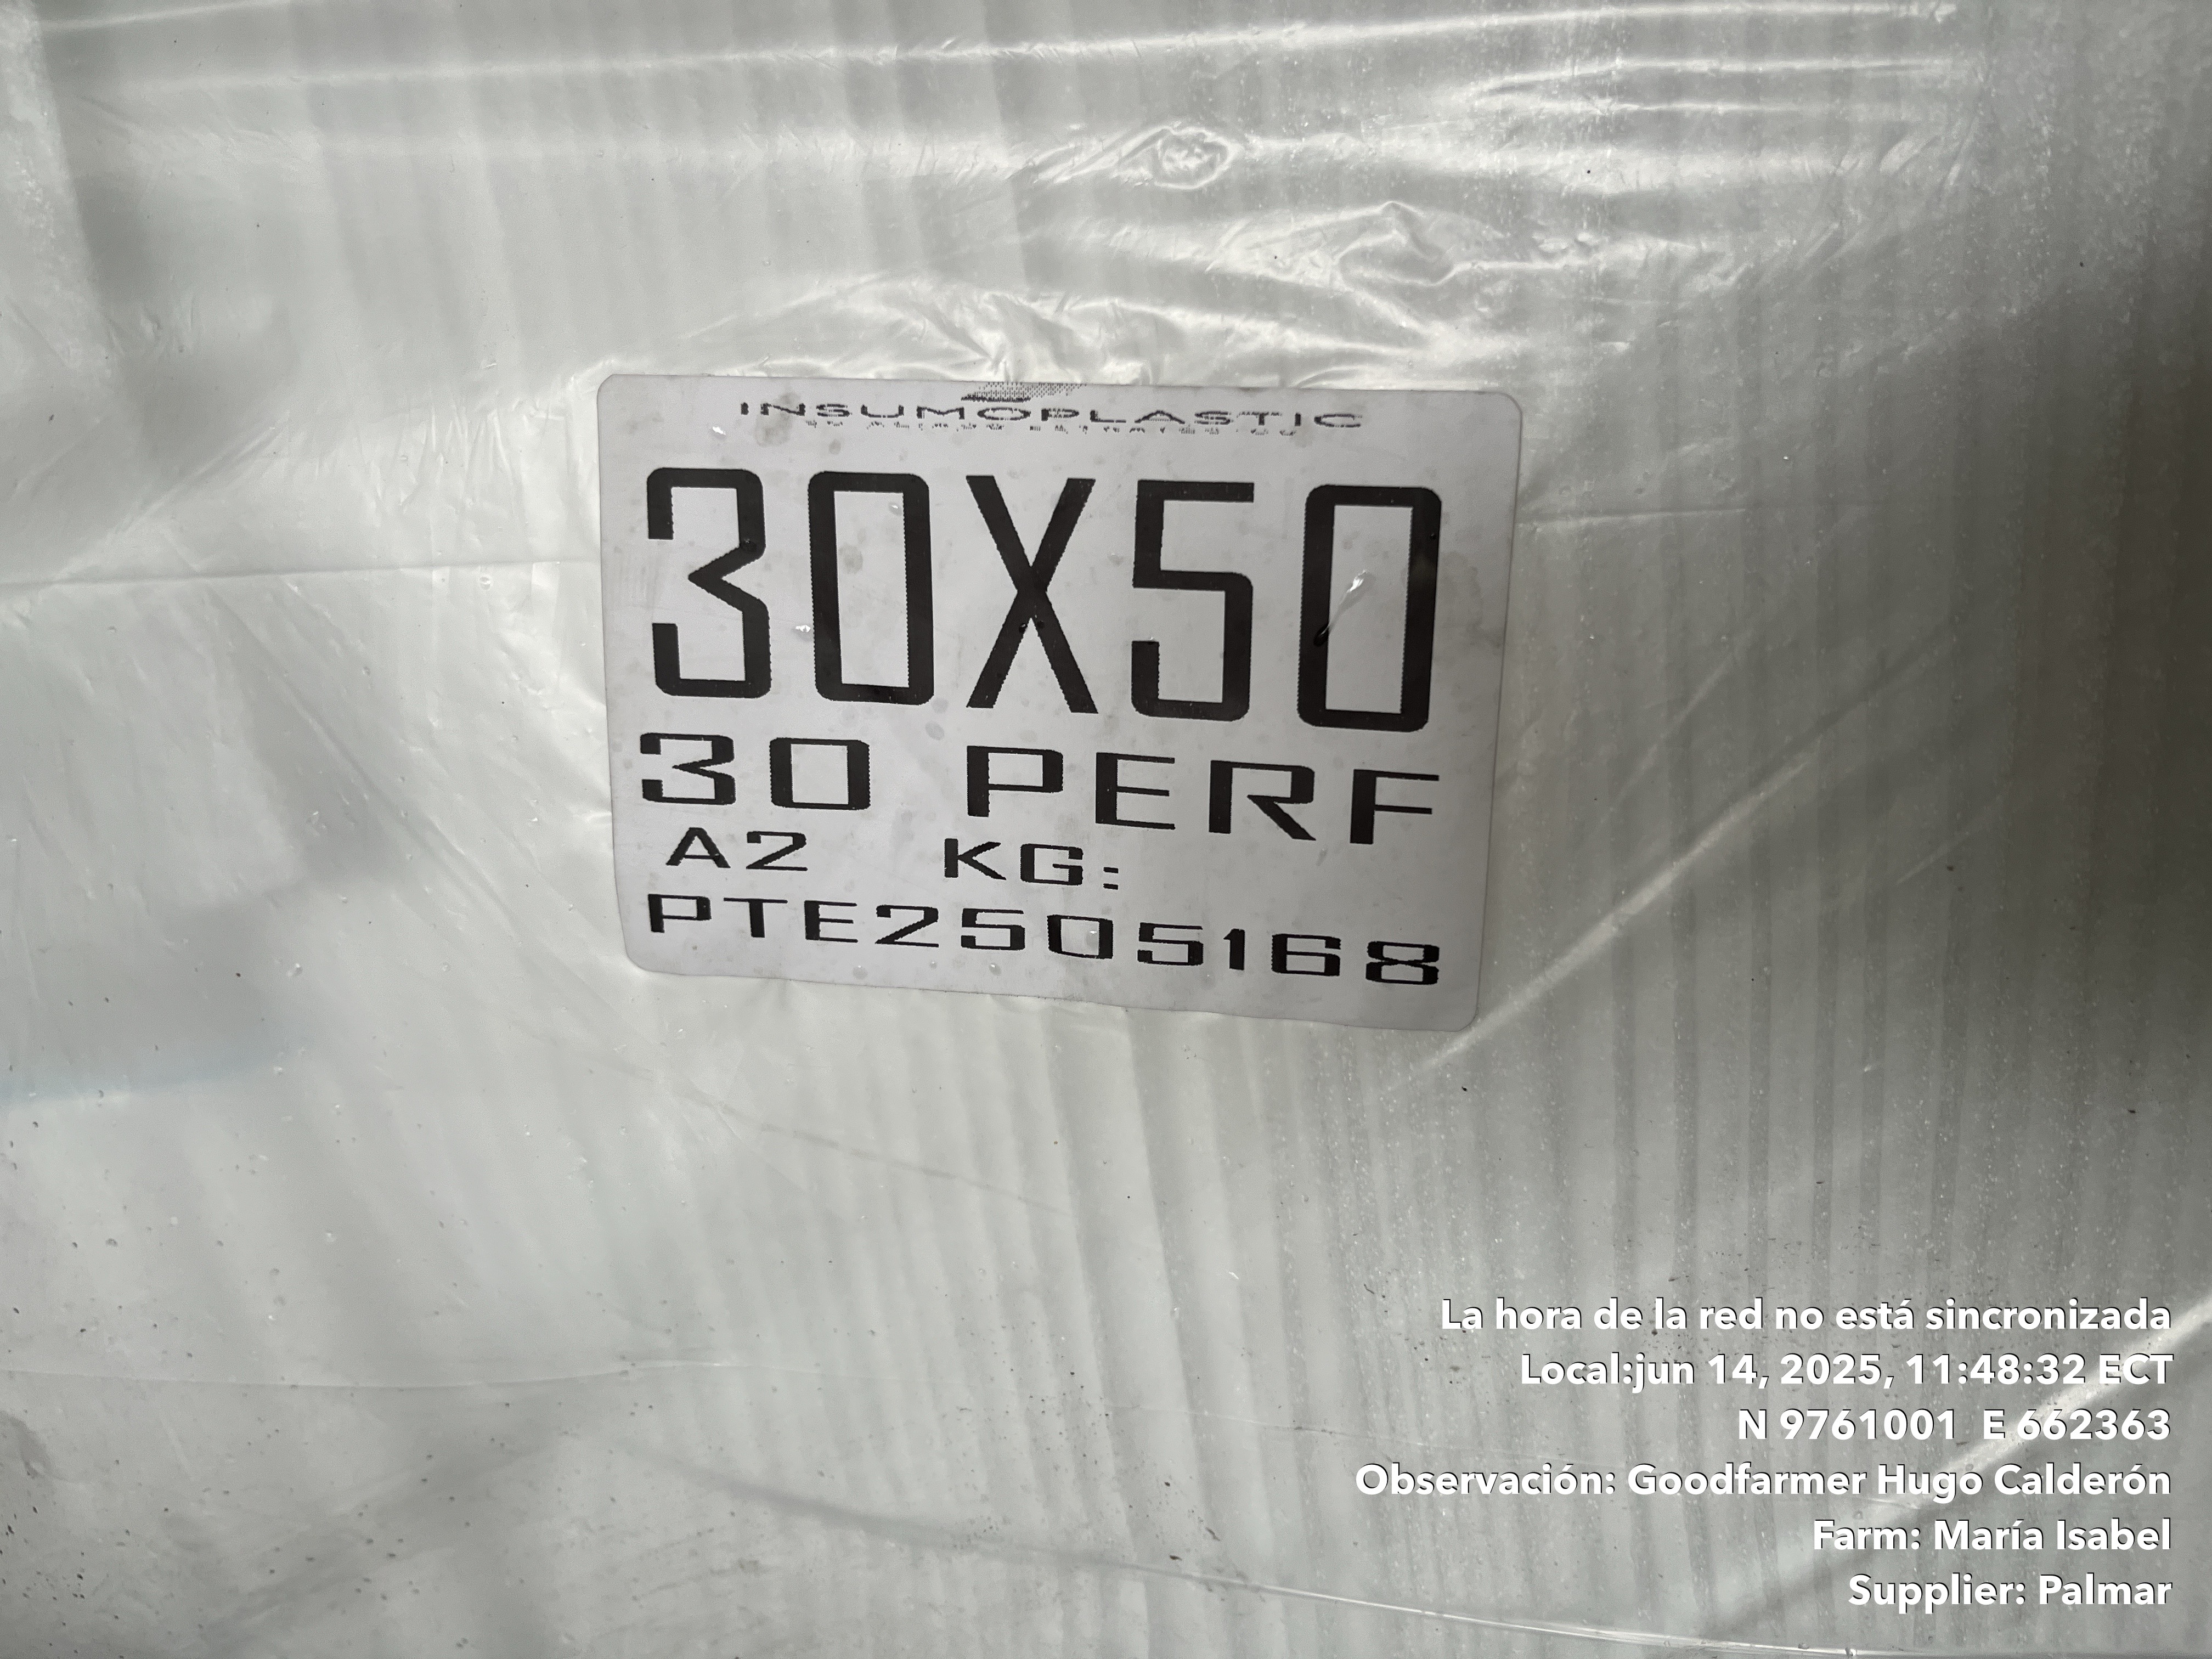 INSUMOPLASTIC
30X50
30 PERF
A2 KG:
PTE2505168
La hora de la red no está sincronizada
Local:jun 14, 2025, 11:48:32 ECT
N 9761001 E 662363
Observación: Goodfarmer Hugo Calderón
Farm: María Isabel
Supplier: Palmar